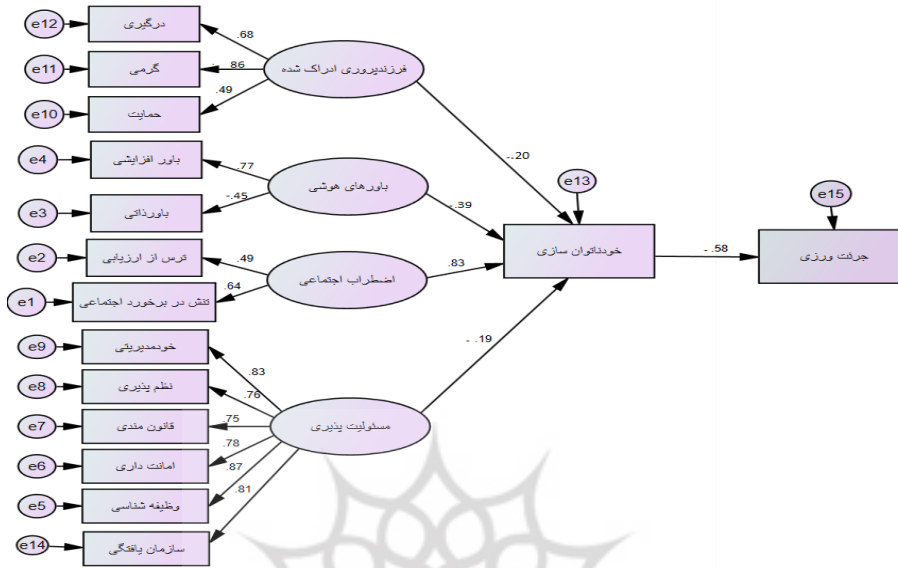 e12
درگیری
.68
e11
گرمی
.86
فرزندپروری ادراک شده
e10
حمایت
.49
-.20
e4
باور افزایشی
.77
باورهای هوشی
e13
e3
باورذاتی
-.45
-.39
e15
e2
ترس از ارزیابی
.49
اضطراب اجتماعی
.83
خودناتوان سازی
-.58
جرئت ورزی
e1
تنش در برخورد اجتماعی
.64
e9
خودمدیریتی
-.19
.83
e8
نظم پذیری
.76
e7
قانون مندی
.75
مسئولیت پذیری
e6
امانت داری
.78
e5
وظیفه شناسی
.87
e14
سازمان یافتگی
.81